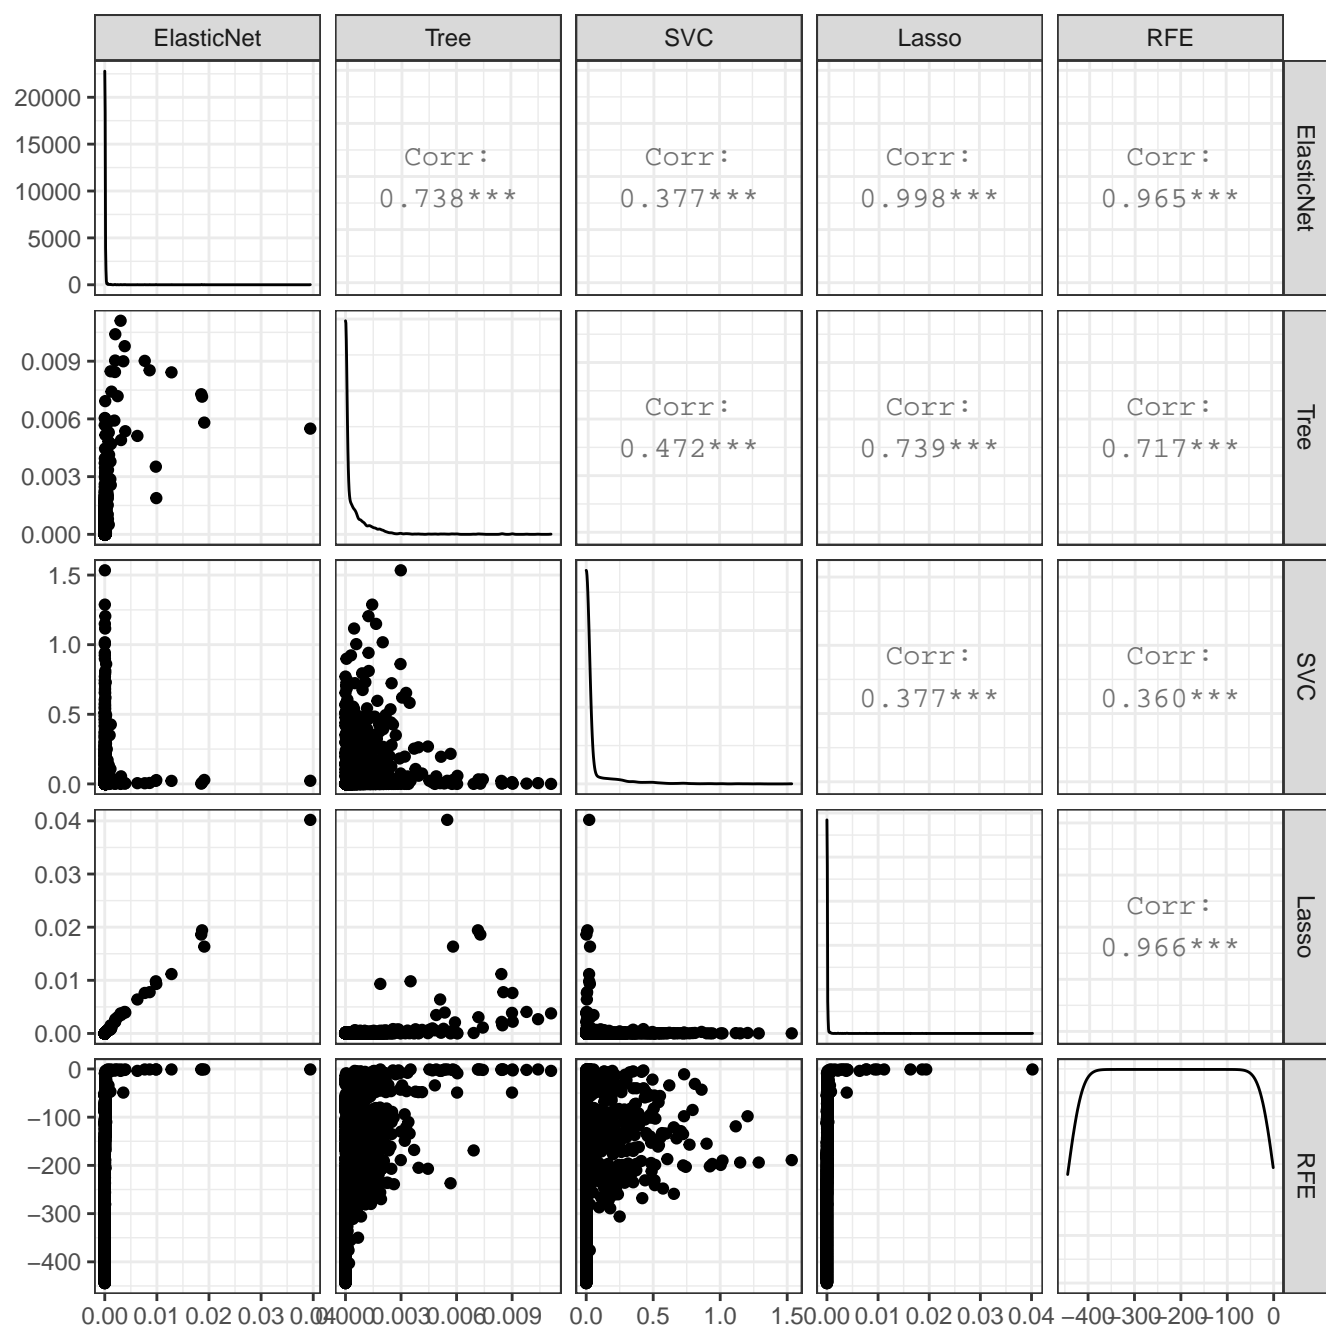 ElasticNet Tree SVC Lasso RFE
20000
15000
10000
5000
0
Corr: Corr: Corr: Corr:
0.738*** 0.377*** 0.998*** 0.965***
ElasticNet
0.009
0.006
0.003
0.000
Corr: Corr: Corr:
0.472*** 0.739*** 0.717***
Tree
1.5
1.0
0.5
0.0
Corr: Corr:
0.377*** 0.360***
SVC
0.04
0.03
0.02
0.01
0.00
Corr:
0.966***
Lasso
0
−100
−200
−300
−400
RFE
0.00 0.01 0.02 0.03 0.04 0.000 0.003 0.006 0.009 0.0 0.5 1.0 1.5 0.00 0.01 0.02 0.03 0.04 −400 −300 −200 −100 0